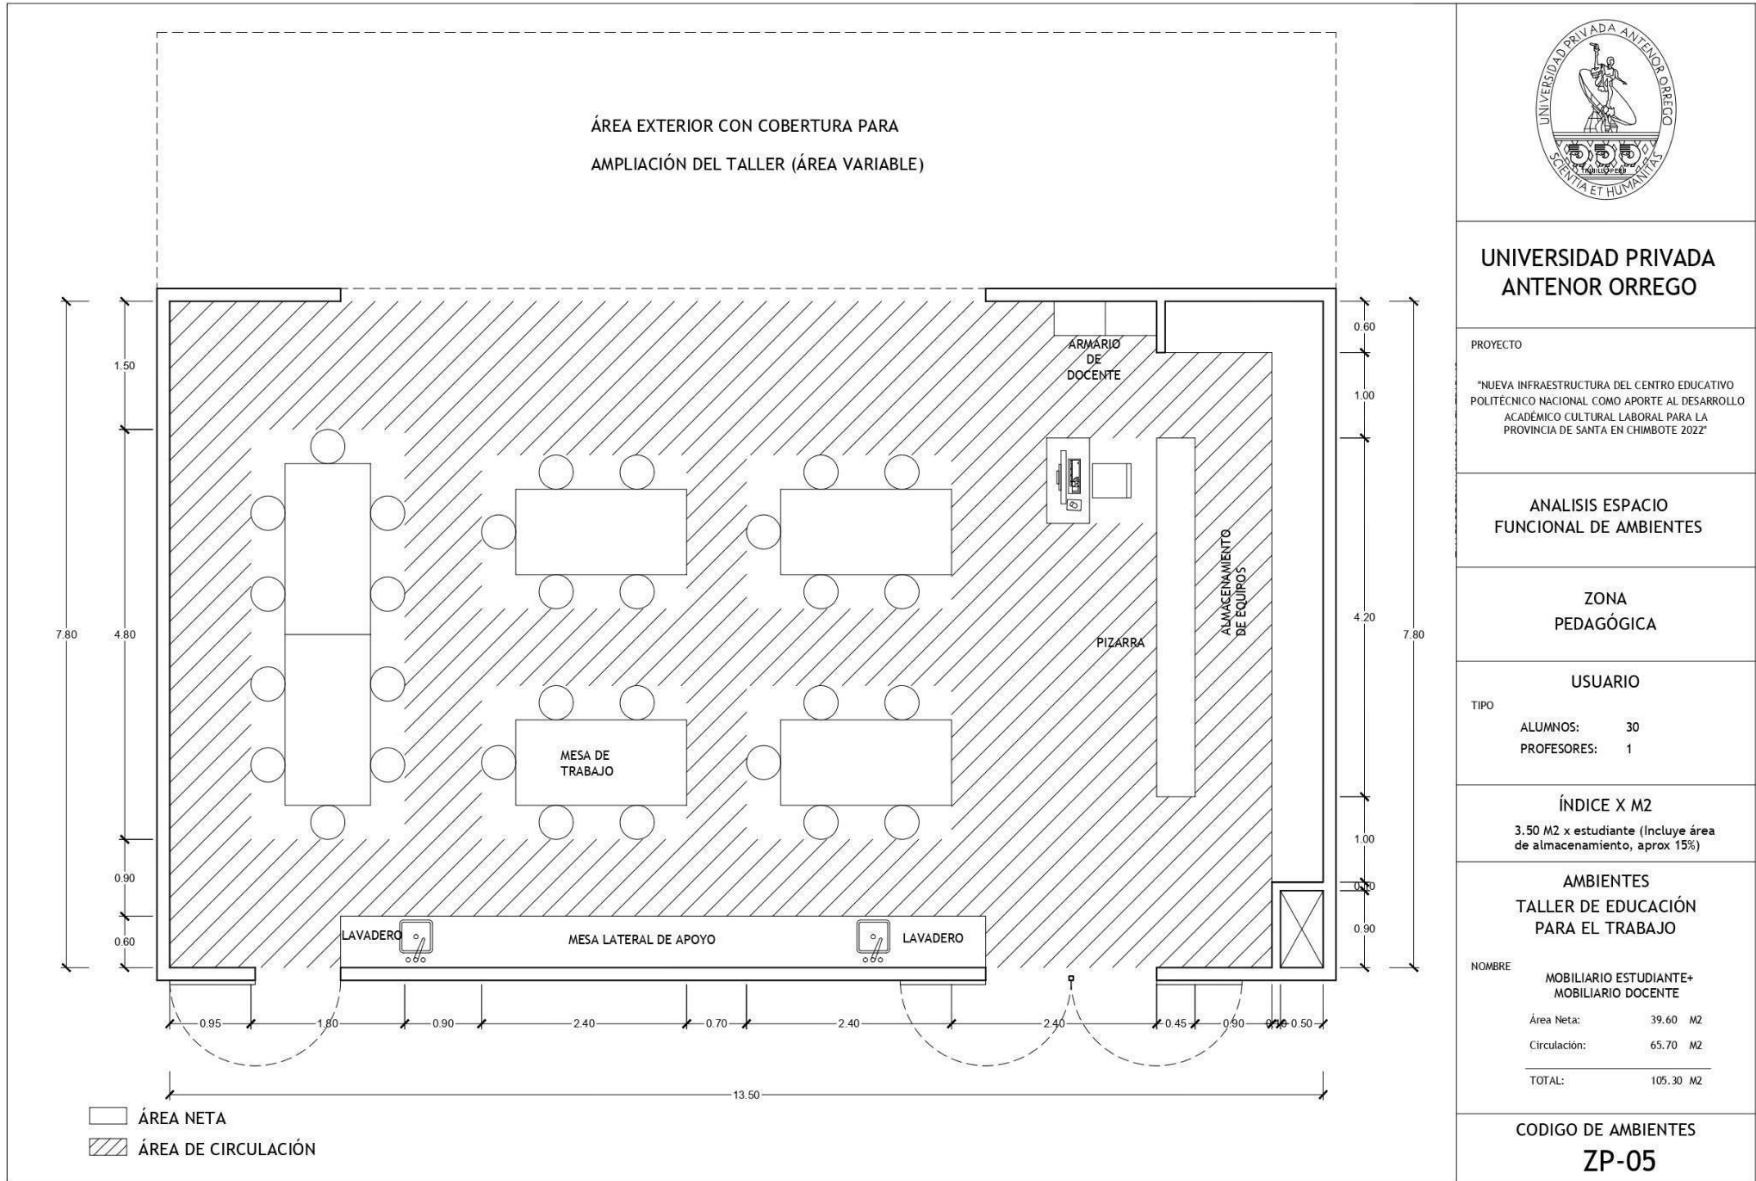 ÁREA EXTERIOR CON COBERTURA PARA
AMPLIACIÓN DEL TALLER (ÁREA VARIABLE)
ARMARIO
DE
DOCENTE
ALMACENAMIENTO
DE EQUIPOS
PIZARRA
MESA DE
TRABAJO
LAVADERO
MESA LATERAL DE APOYO
LAVADERO
7.80
1.50
4.80
0.90
0.60
0.60
1.00
4.20
1.00
0.90
7.80
0.95
1.80
0.90
2.40
0.70
2.40
2.40
0.45
0.90
0.50
13.50
ÁREA NETA
ÁREA DE CIRCULACIÓN
UNIVERSIDAD PRIVADA ANTENOR ORREGO
SCIENTIA ET HUMANITAS
UNIVERSIDAD PRIVADA
ANTENOR ORREGO
PROYECTO
"NUEVA INFRAESTRUCTURA DEL CENTRO EDUCATIVO
POLITÉCNICO NACIONAL COMO APORTE AL DESARROLLO
ACADÉMICO CULTURAL LABORAL PARA LA
PROVINCIA DE SANTA EN CHIMBOTE 2022"
ANALISIS ESPACIO
FUNCIONAL DE AMBIENTES
ZONA
PEDAGÓGICA
USUARIO
TIPO
ALUMNOS: 30
PROFESORES: 1
ÍNDICE X M2
3.50 M2 x estudiante (Incluye área
de almacenamiento, aprox 15%)
AMBIENTES
TALLER DE EDUCACIÓN
PARA EL TRABAJO
NOMBRE
MOBILIARIO ESTUDIANTE+
MOBILIARIO DOCENTE
Área Neta: 39.60 M2
Circulación: 65.70 M2
TOTAL: 105.30 M2
CODIGO DE AMBIENTES
ZP-05